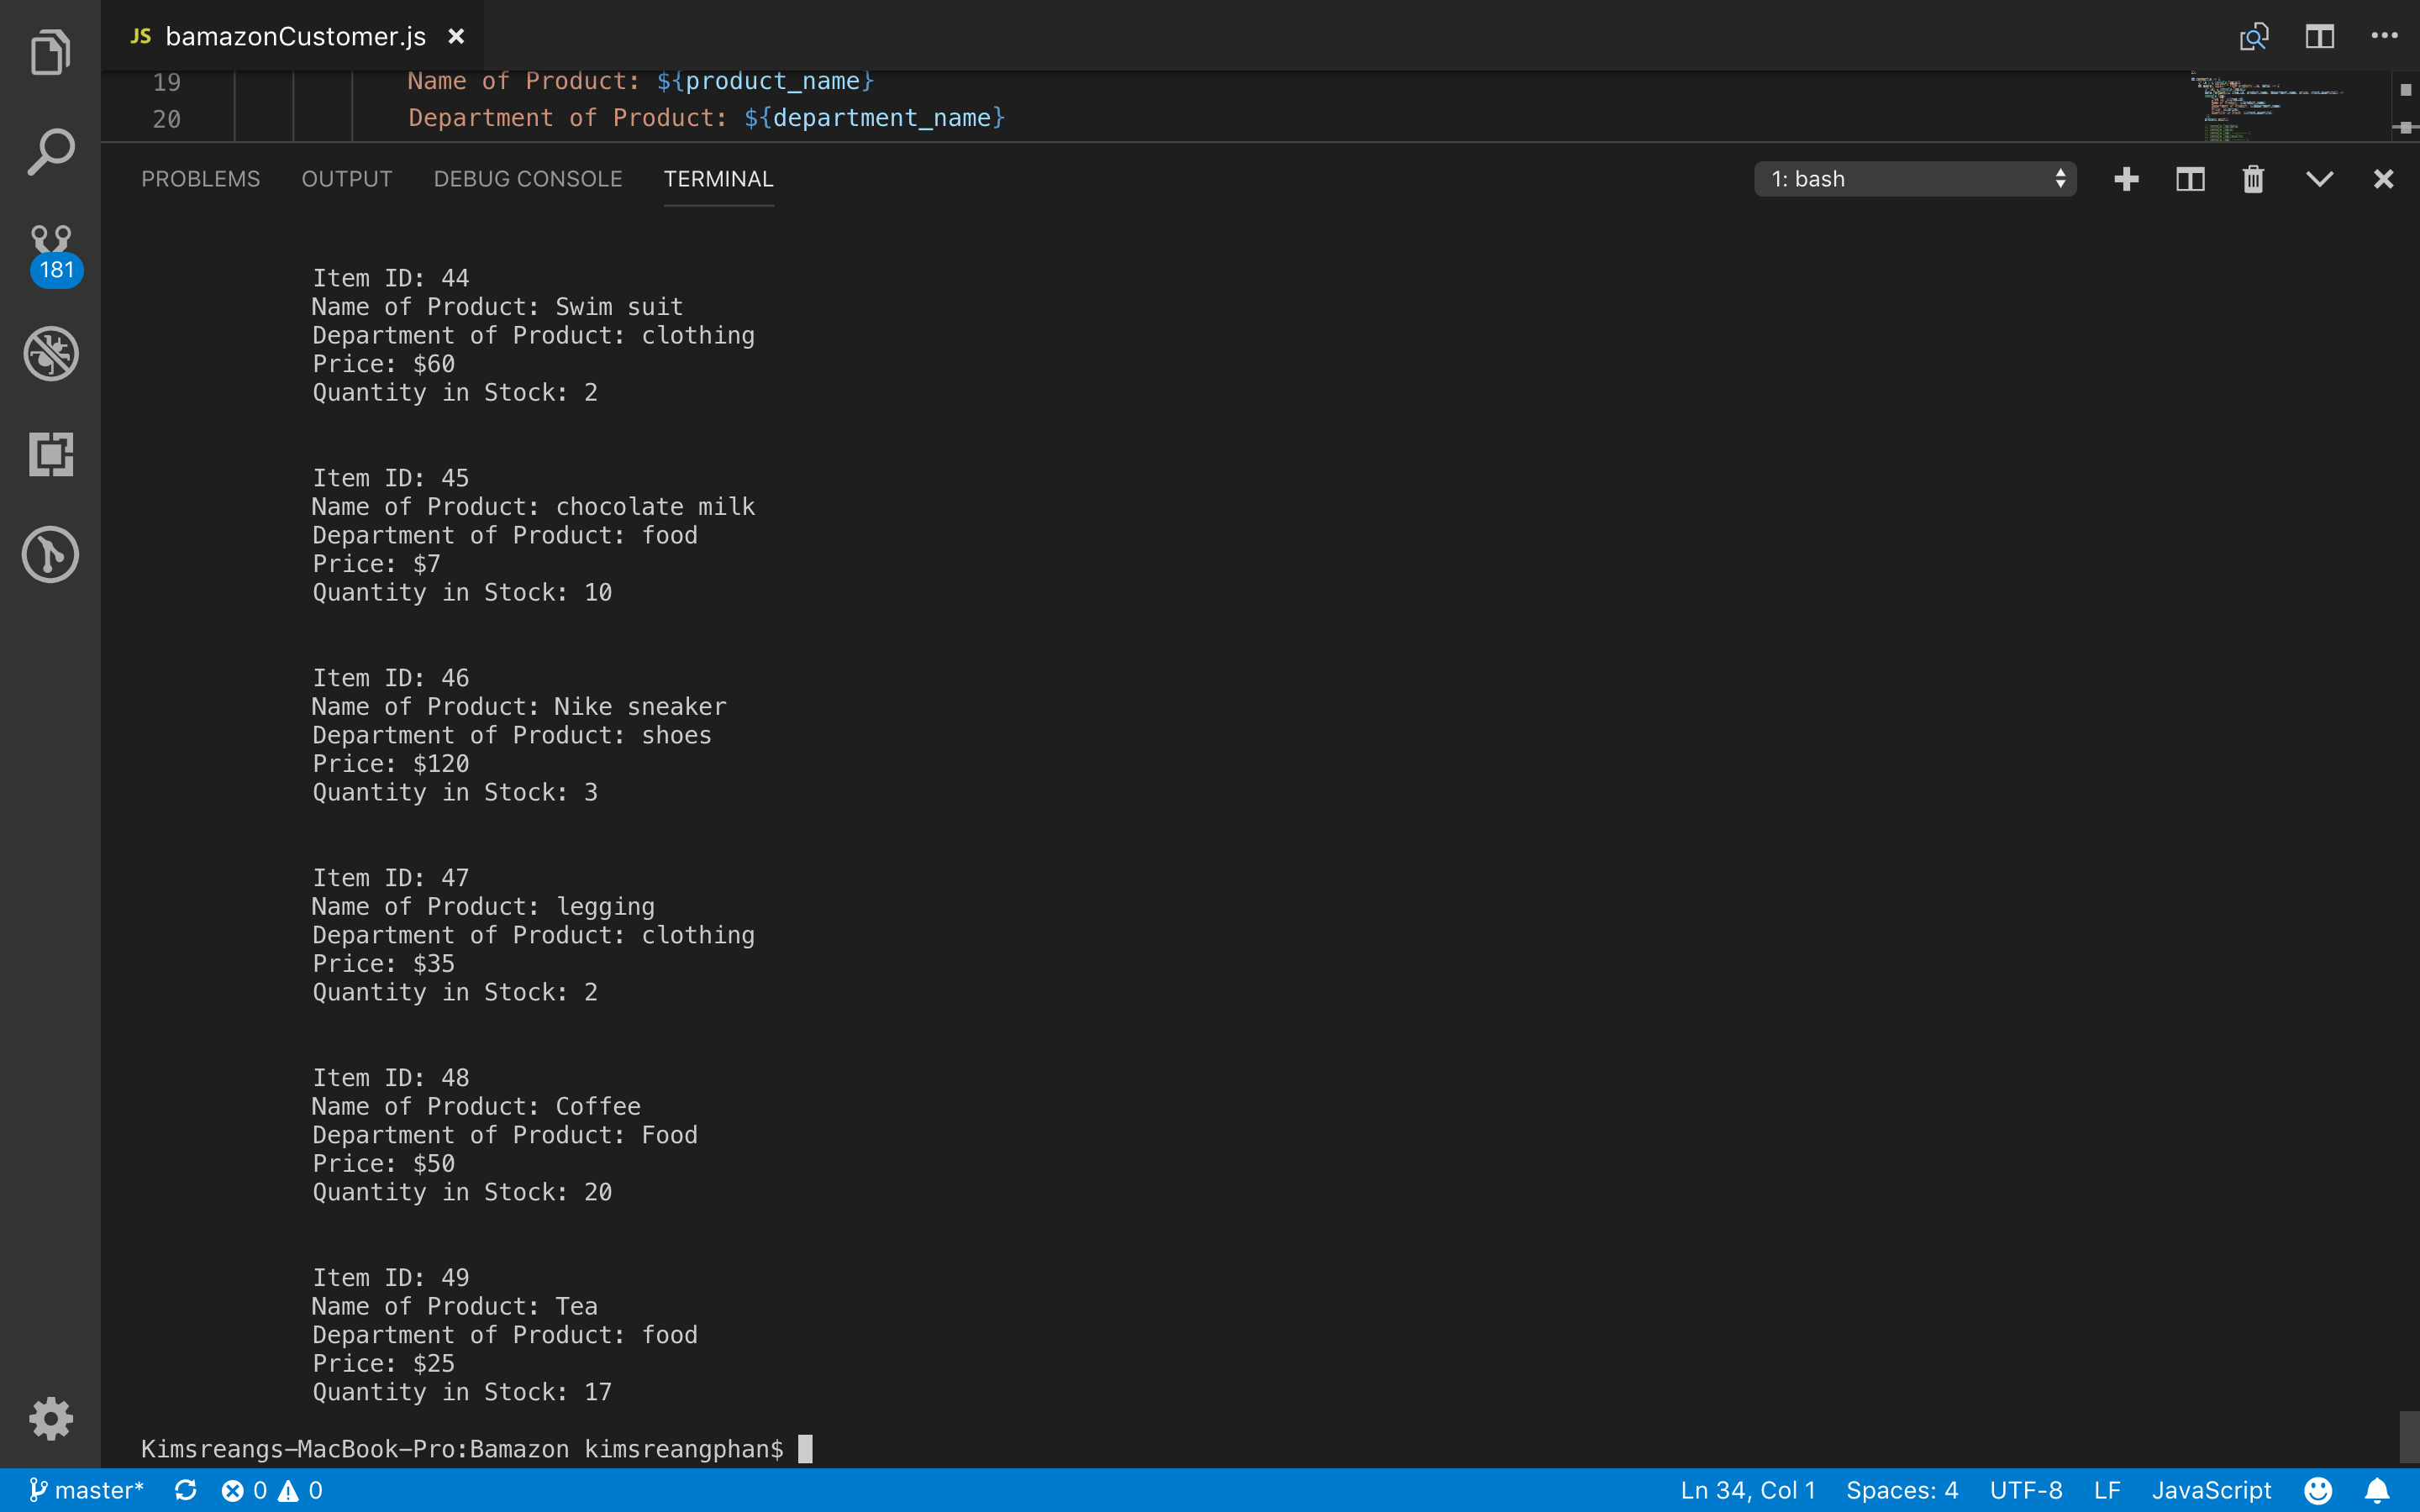 JS bamazonCustomer.js
19 Name of Product: ${product_name}
20 Department of Product: ${department_name}
PROBLEMS OUTPUT DEBUG CONSOLE TERMINAL 1: bash
181
Item ID: 44
Name of Product: Swim suit
Department of Product: clothing
Price: $60
Quantity in Stock: 2
Item ID: 45
Name of Product: chocolate milk
Department of Product: food
Price: $7
Quantity in Stock: 10
Item ID: 46
Name of Product: Nike sneaker
Department of Product: shoes
Price: $120
Quantity in Stock: 3
Item ID: 47
Name of Product: legging
Department of Product: clothing
Price: $35
Quantity in Stock: 2
Item ID: 48
Name of Product: Coffee
Department of Product: Food
Price: $50
Quantity in Stock: 20
Item ID: 49
Name of Product: Tea
Department of Product: food
Price: $25
Quantity in Stock: 17
Kimsreangs-MacBook-Pro:Bamazon kimsreangphan$
master* 0 0 Ln 34, Col 1 Spaces: 4 UTF-8 LF JavaScript